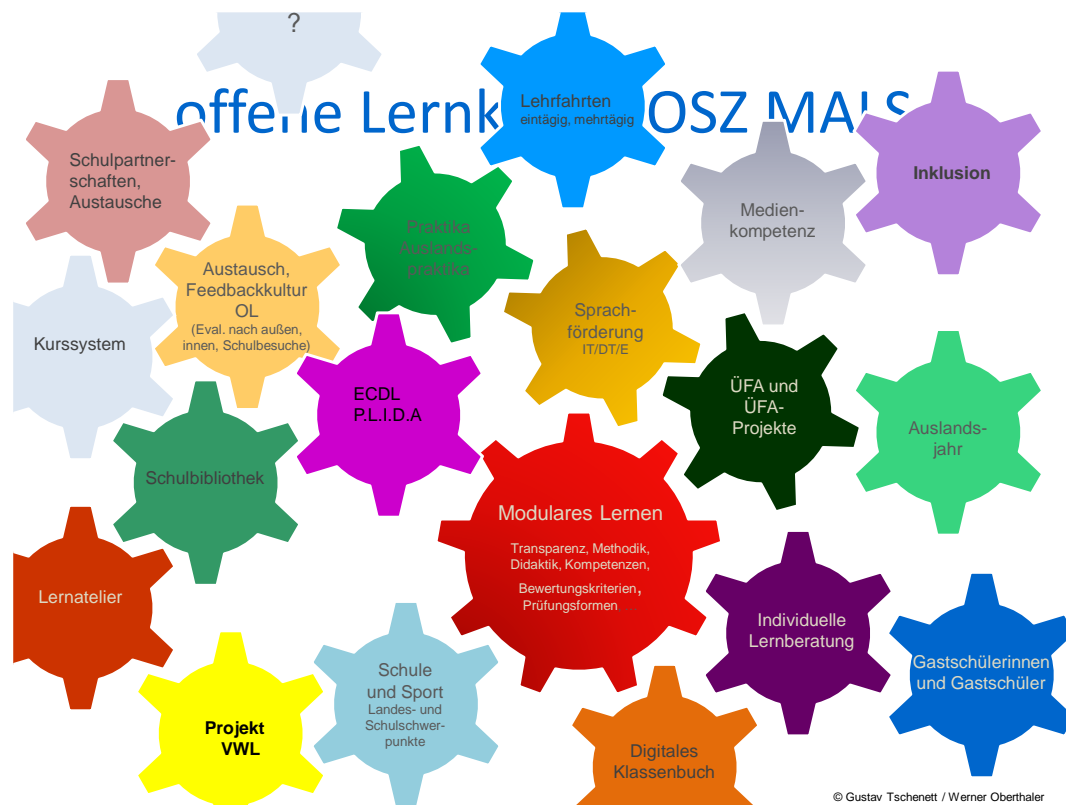 ?
offene OSZ MALS
Lehrfahrten
eintägig, mehrtägig
Schulpartner-
schaften,
Austausche
Inklusion
Medien-
kompetenz
Praktika
Auslands-
praktika
Austausch,
Feedbackkultur
OL
(Eval. nach außen,
innen, Schulbesuche)
Sprach-
förderung
IT/DT/E
Kurssystem
ECDL
P.L.I.D.A
ÜFA und
ÜFA-
Projekte
Auslands-
jahr
Schulbibliothek
Modulares Lernen
Transparenz, Methodik,
Didaktik, Kompetenzen,
Bewertungskriterien,
Prüfungsformen
Lernatelier
Individuelle
Lernberatung
Gastschülerinnen
und Gastschüler
Schule
und Sport
Landes- und
Schulschwer-
punkte
Projekt
VWL
Digitales
Klassenbuch
© Gustav Tschenett / Werner Oberthaler